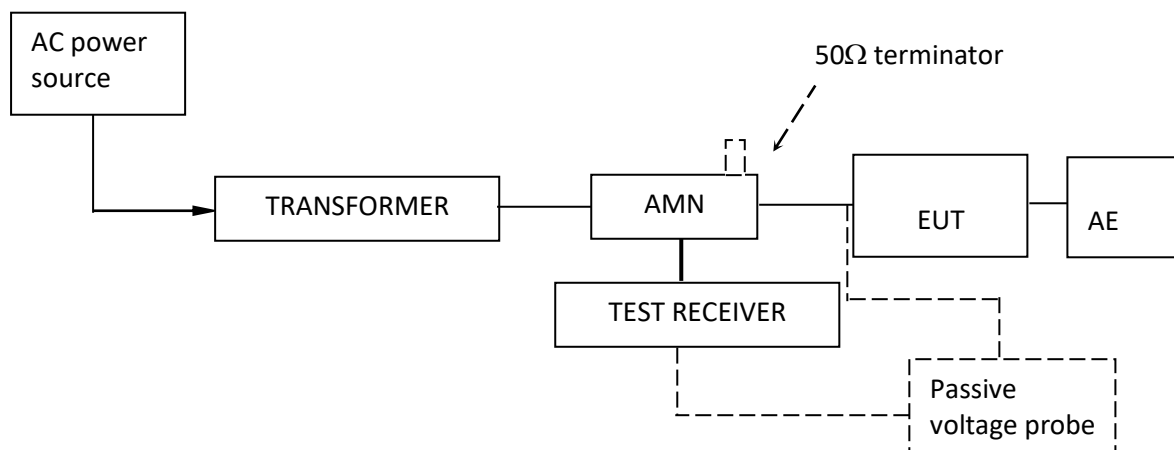 AC power
source
50Ω terminator
TRANSFORMER
AMN
EUT
AE
TEST RECEIVER
Passive
voltage probe